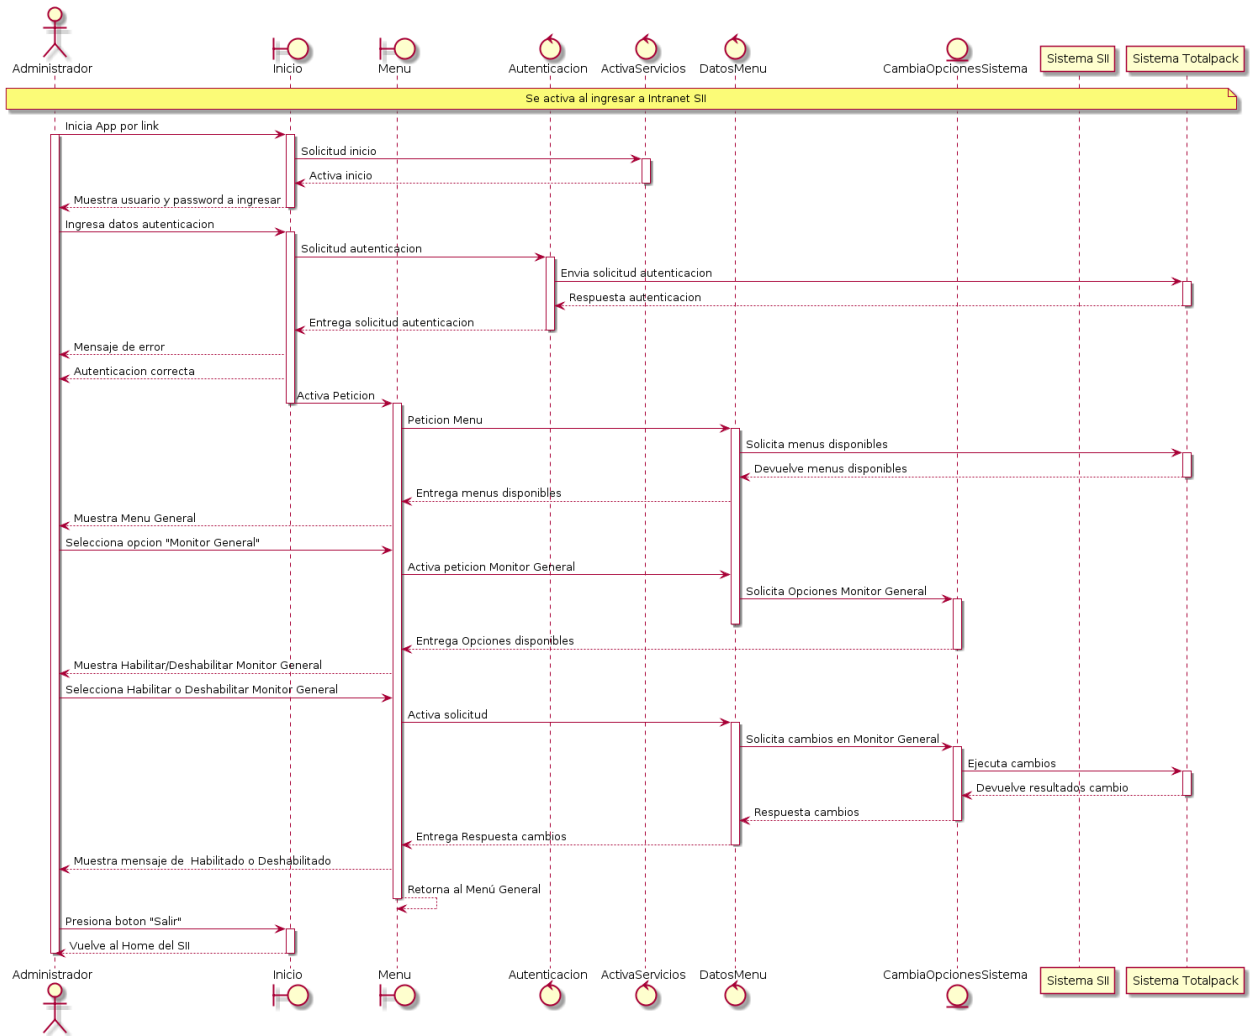 Administrador
Inicio
Menu
Autenticacion
ActivaServicios
DatosMenu
CambiaOpcionesSistema
Sistema SII
Sistema Totalpack
Se activa al ingresar a Intranet SII
Inicia App por link
Solicitud inicio
Activa inicio
Muestra usuario y password a ingresar
Ingresa datos autenticacion
Solicitud autenticacion
Envia solicitud autenticacion
Respuesta autenticacion
Entrega solicitud autenticacion
Mensaje de error
Autenticacion correcta
Activa Peticion
Peticion Menu
Solicita menus disponibles
Devuelve menus disponibles
Entrega menus disponibles
Muestra Menu General
Selecciona opcion "Monitor General"
Activa peticion Monitor General
Solicita Opciones Monitor General
Entrega Opciones disponibles
Muestra Habilitar/Deshabilitar Monitor General
Selecciona Habilitar o Deshabilitar Monitor General
Activa solicitud
Solicita cambios en Monitor General
Ejecuta cambios
Devuelve resultados cambio
Respuesta cambios
Entrega Respuesta cambios
Muestra mensaje de  Habilitado o Deshabilitado
Retorna al Menú General
Presiona boton "Salir"
Vuelve al Home del SII
Administrador
Inicio
Menu
Autenticacion
ActivaServicios
DatosMenu
CambiaOpcionesSistema
Sistema SII
Sistema Totalpack